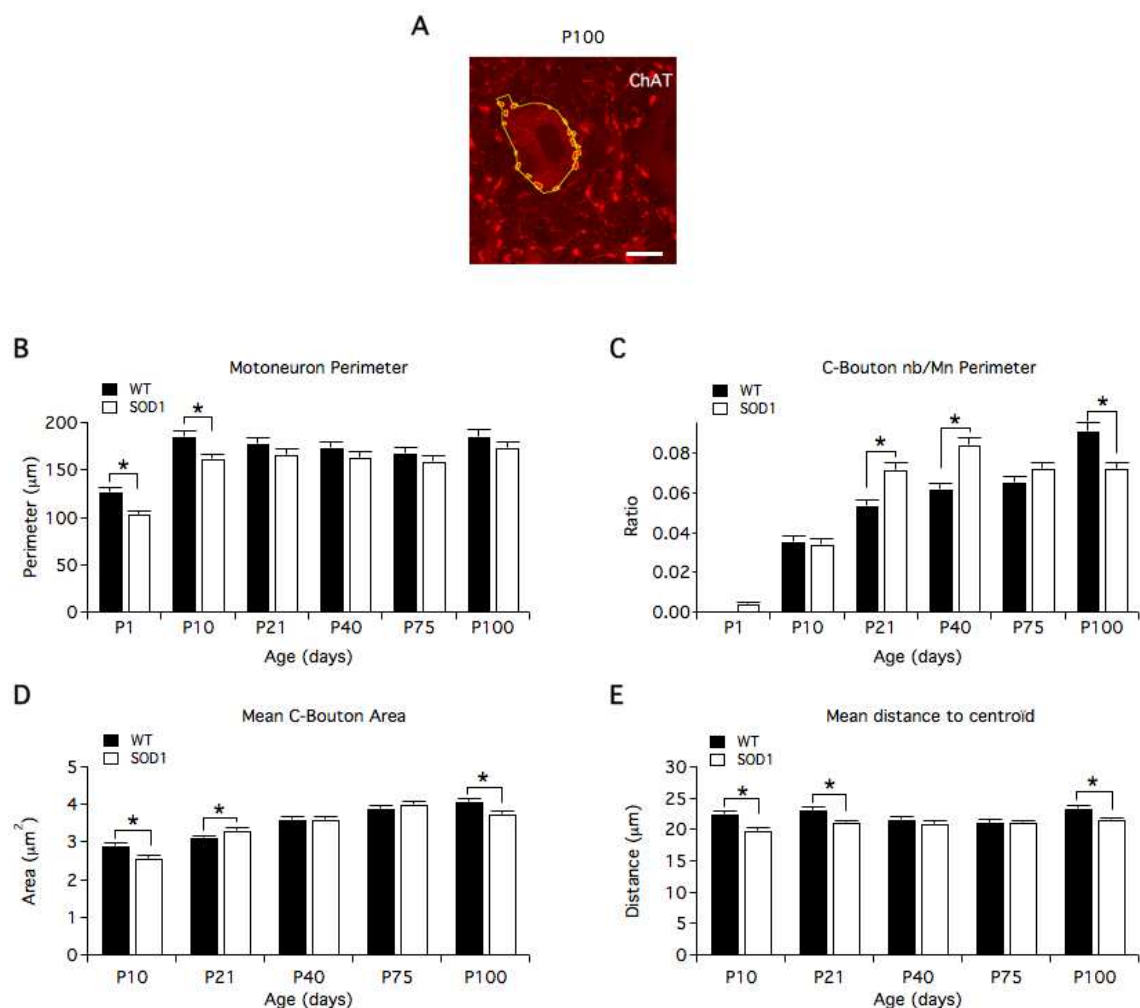 A
P100
ChAT
B
Motoneuron Perimeter
WT
SOD1
200
150
100
50
0
Perimeter (μm)
* *
P1 P10 P21 P40 P75 P100
Age (days)
C
C-Bouton nb/Mn Perimeter
WT
SOD1
0.08
0.06
0.04
0.02
0.00
Ratio
* * *
P1 P10 P21 P40 P75 P100
Age (days)
D
Mean C-Bouton Area
WT
SOD1
5
4
3
2
1
0
Area (μm²)
* * *
P10 P21 P40 P75 P100
Age (days)
E
Mean distance to centroïd
WT
SOD1
30
25
20
15
10
5
0
Distance (μm)
* * *
P10 P21 P40 P75 P100
Age (days)